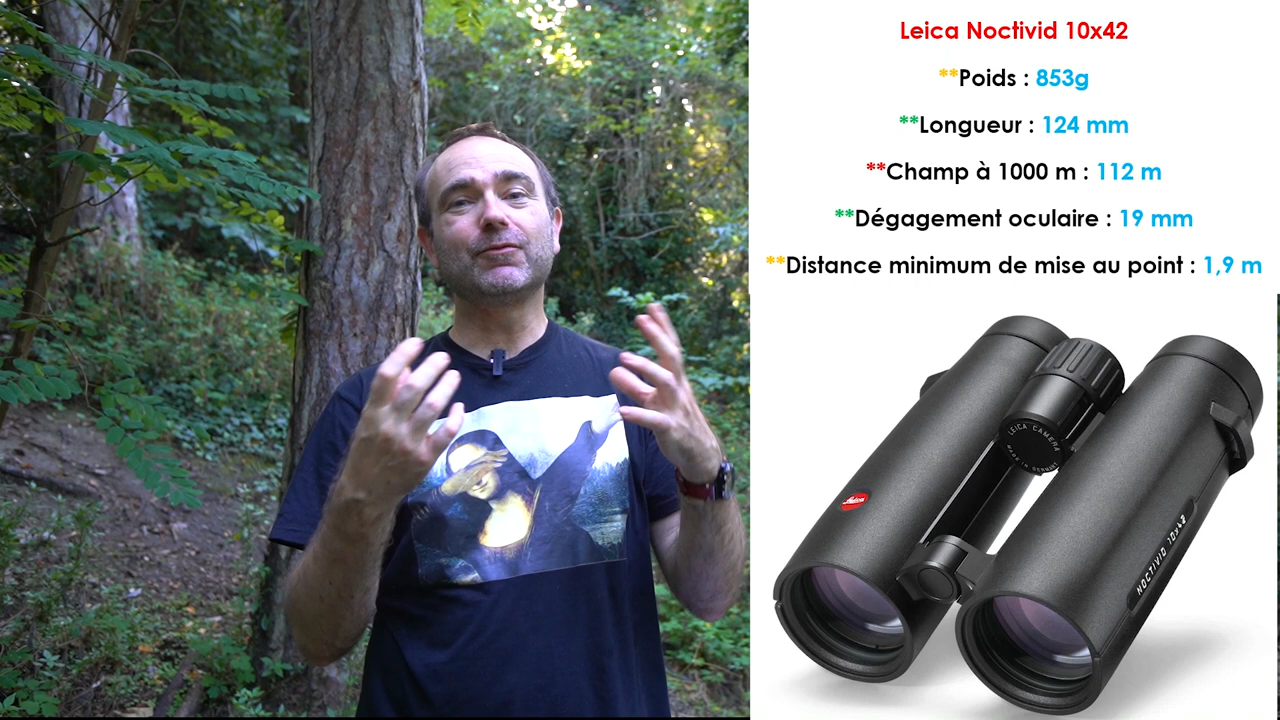 Leica Noctivid 10x42
**Poids : 853g
**Longueur : 124 mm
**Champ à 1000 m : 112 m
**Dégagement oculaire : 19 mm
**Distance minimum de mise au point : 1,9 m
LEICA CAMERA
Leica
NOCTIVID 10x42